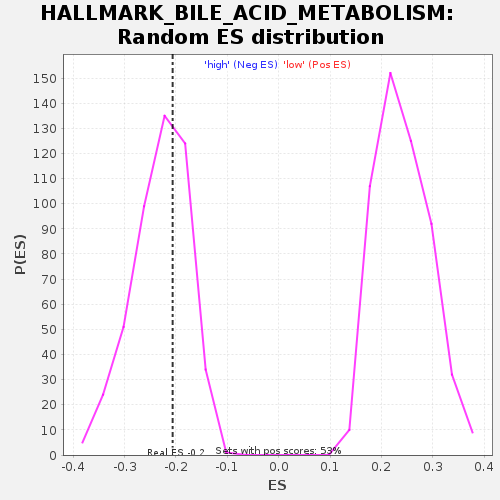 HALLMARK_BILE_ACID_METABOLISM:
Random ES distribution
'high' (Neg ES) 'low' (Pos ES)
150
140
130
120
110
100
90
80
70
60
50
40
30
20
10
0
P(ES)
Real ES -0.2
Sets with pos scores: 53%
-0.4 -0.3 -0.2 -0.1 0.0 0.1 0.2 0.3 0.4
ES